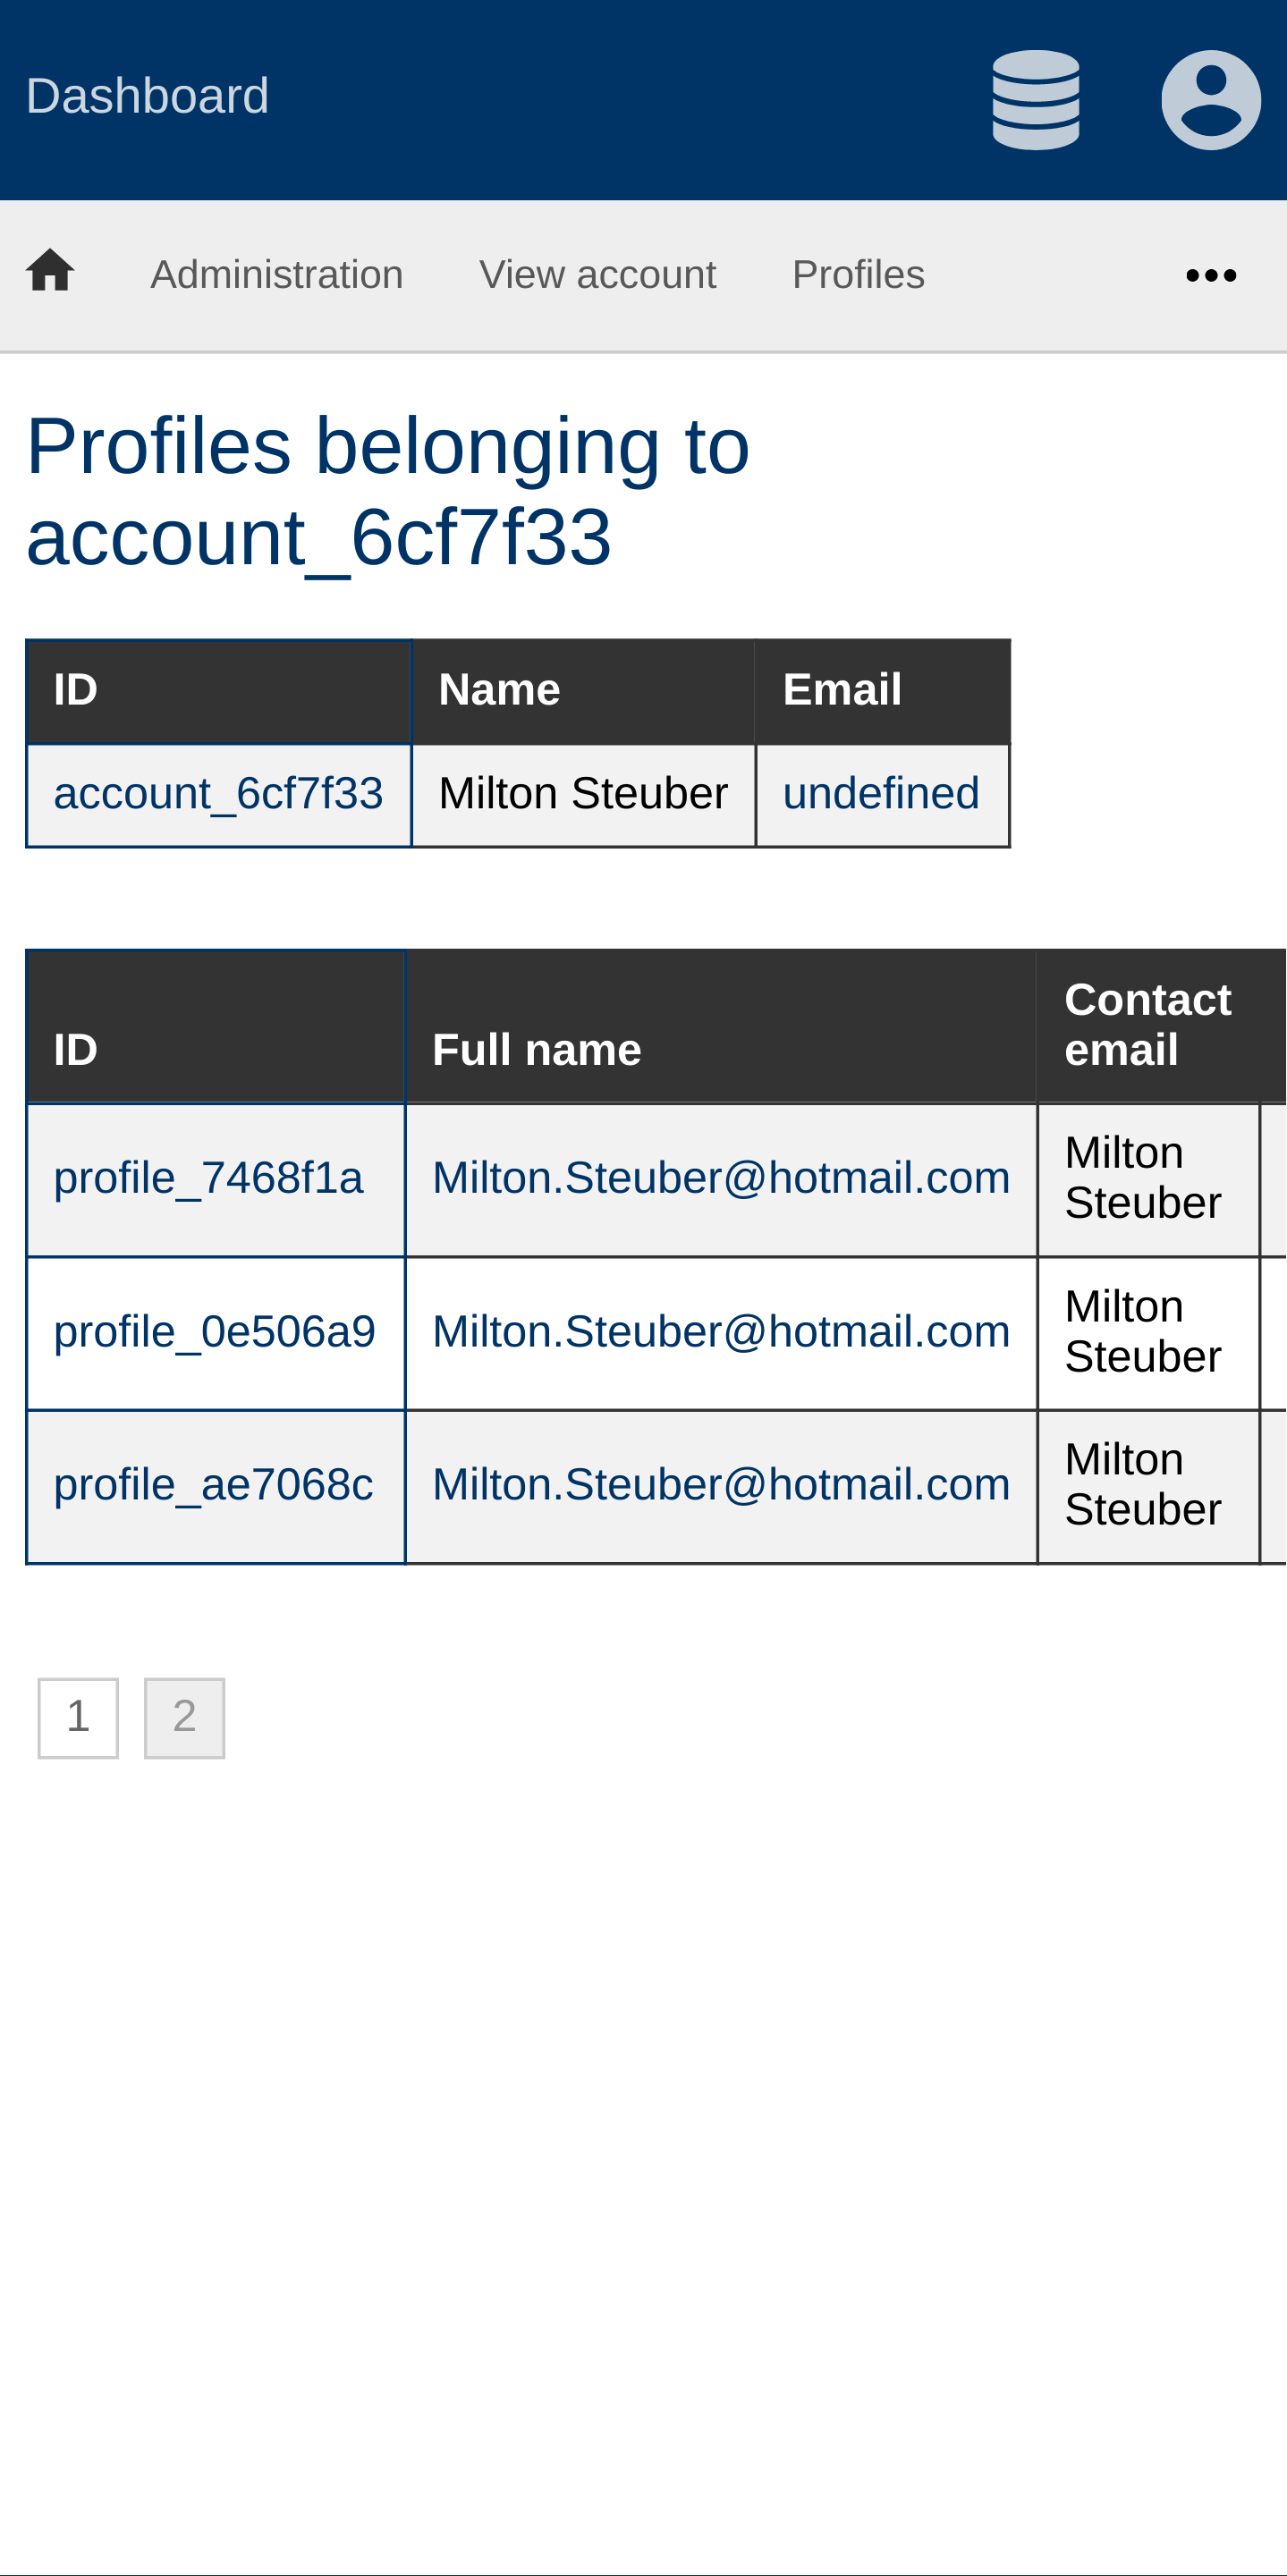 Dashboard
Administration View account Profiles
Profiles belonging to
account_6cf7f33
ID Name Email
account_6cf7f33 Milton Steuber undefined
Contact
ID Full name email
Milton
profile_7468f1a Milton.Steuber@hotmail.com
Steuber
Milton
profile_0e506a9 Milton.Steuber@hotmail.com
Steuber
Milton
profile_ae7068c Milton.Steuber@hotmail.com
Steuber
1 2